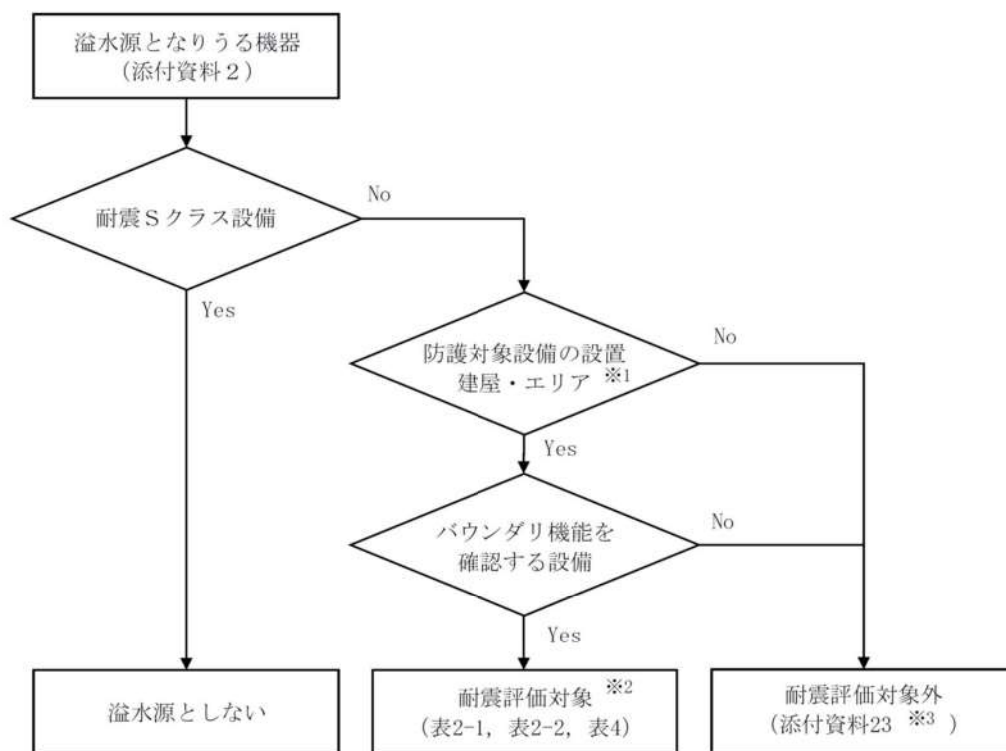 溢水源となりうる機器
(添付資料2)
耐震Sクラス設備
No
Yes
防護対象設備の設置
建屋・エリア ※1
No
Yes
バウンダリ機能を
確認する設備
No
Yes
溢水源としない
耐震評価対象 ※2
(表2-1, 表2-2, 表4)
耐震評価対象外
(添付資料23 ※3 )